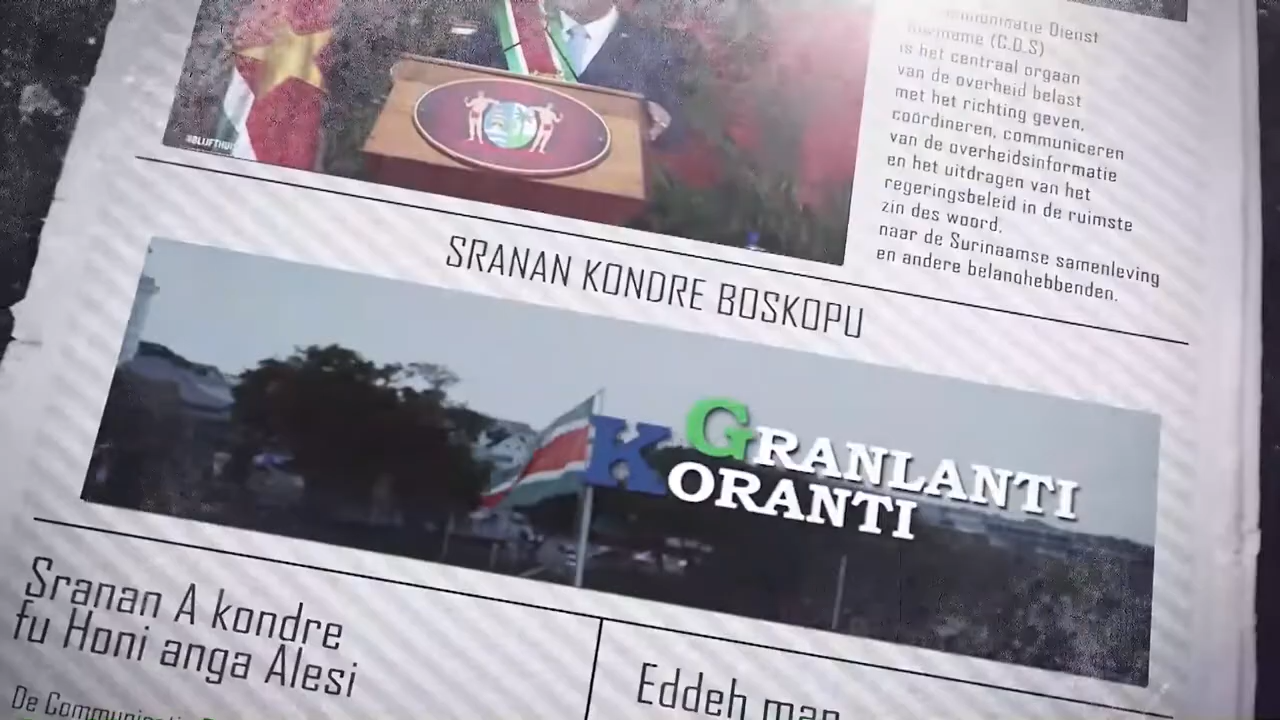 Dienst
(C.D.S)
is het centraal orgaan
van de overheid belast
met het richting geven,
coördineren, communiceren
van de overheidsinformatie
en het uitdragen van het
regeringsbeleid in de ruimste
zin des woord.
naar de Surinaamse samenleving
en andere belanghebbenden.
SRANAN KONDRE BOSKOPU
GRANLANTI
KORANTI
Sranan A kondre
fu Honi anga Alesi
De
Eddeh man